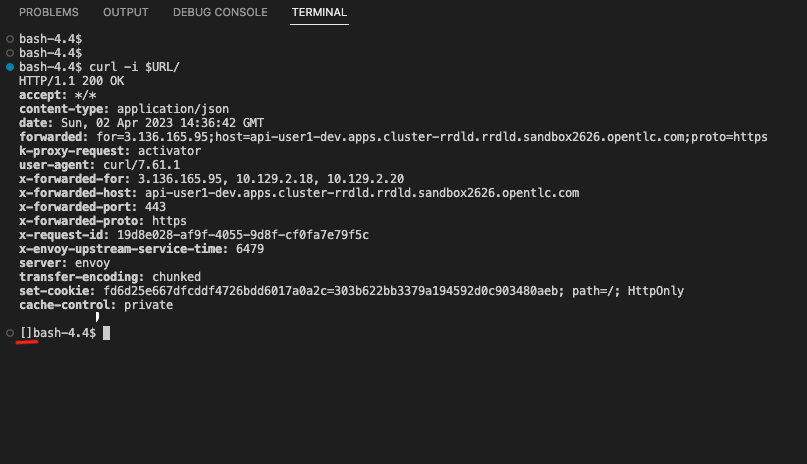 PROBLEMS OUTPUT DEBUG CONSOLE TERMINAL
bash-4.4$
bash-4.4$
bash-4.4$ curl -i $URL/
HTTP/1.1 200 OK
accept: */*
content-type: application/json
date: Sun, 02 Apr 2023 14:36:42 GMT
forwarded: for=3.136.165.95;host=api-user1-dev.apps.cluster-rrdld.rrdld.sandbox2626.opentlc.com;proto=https
k-proxy-request: activator
user-agent: curl/7.61.1
x-forwarded-for: 3.136.165.95, 10.129.2.18, 10.129.2.20
x-forwarded-host: api-user1-dev.apps.cluster-rrdld.rrdld.sandbox2626.opentlc.com
x-forwarded-port: 443
x-forwarded-proto: https
x-request-id: 19d8e028-af9f-4055-9d8f-cf0fa7e79f5c
x-envoy-upstream-service-time: 6479
server: envoy
transfer-encoding: chunked
set-cookie: fd6d25e667dfcddf4726bdd6017a0a2c=303b622bb3379a194592d0c903480aeb; path=/; HttpOnly
cache-control: private
[]bash-4.4$